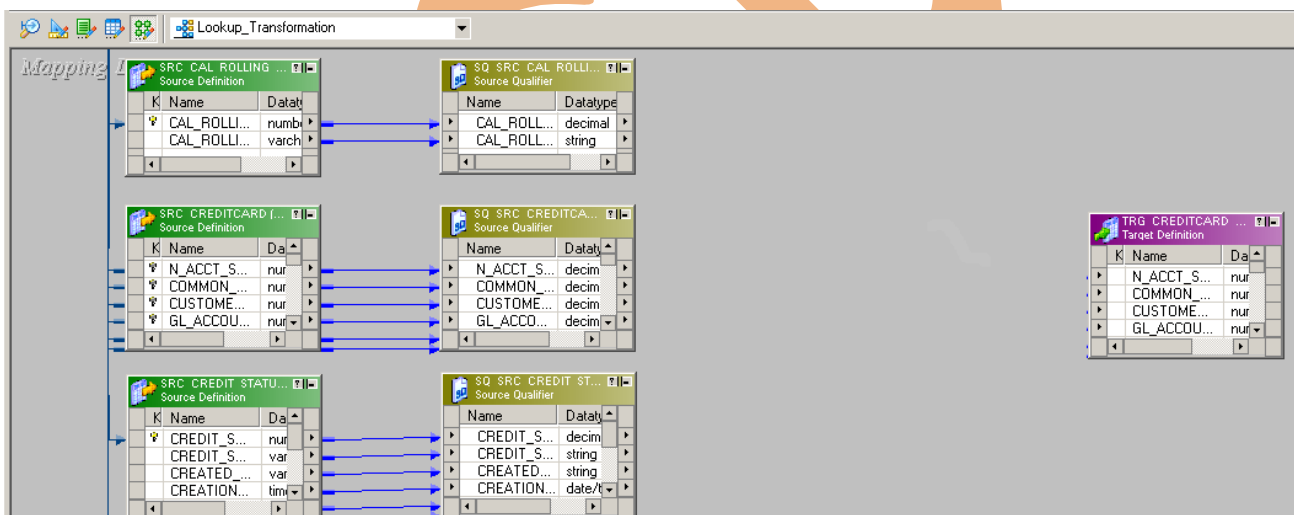 Lookup_Transformation
Mapping D
SRC CAL ROLLING ...
Source Definition
K Name Dataty
CAL_ROLLI... numbe
CAL_ROLLI... varch
SQ SRC CAL ROLLI...
Source Qualifier
Name Datatype
CAL_ROLL... decimal
CAL_ROLL... string
SRC CREDITCARD (...
Source Definition
K Name Da
N_ACCT_S... nur
COMMON_... nur
CUSTOME... nur
GL_ACCOU... nur
SQ SRC CREDITCA...
Source Qualifier
Name Dataty
N_ACCT_S... decim
COMMON_... decim
CUSTOME... decim
GL_ACCO... decim
TRG CREDITCARD ...
Target Definition
K Name Da
N_ACCT_S... nur
COMMON_... nur
CUSTOME... nur
GL_ACCOU... nur
SRC CREDIT STATU...
Source Definition
K Name Da
CREDIT_S... nur
CREDIT_S... var
CREATED_... var
CREATION... time
SQ SRC CREDIT ST...
Source Qualifier
Name Dataty
CREDIT_S... decim
CREDIT_S... string
CREATED... string
CREATION... date/t